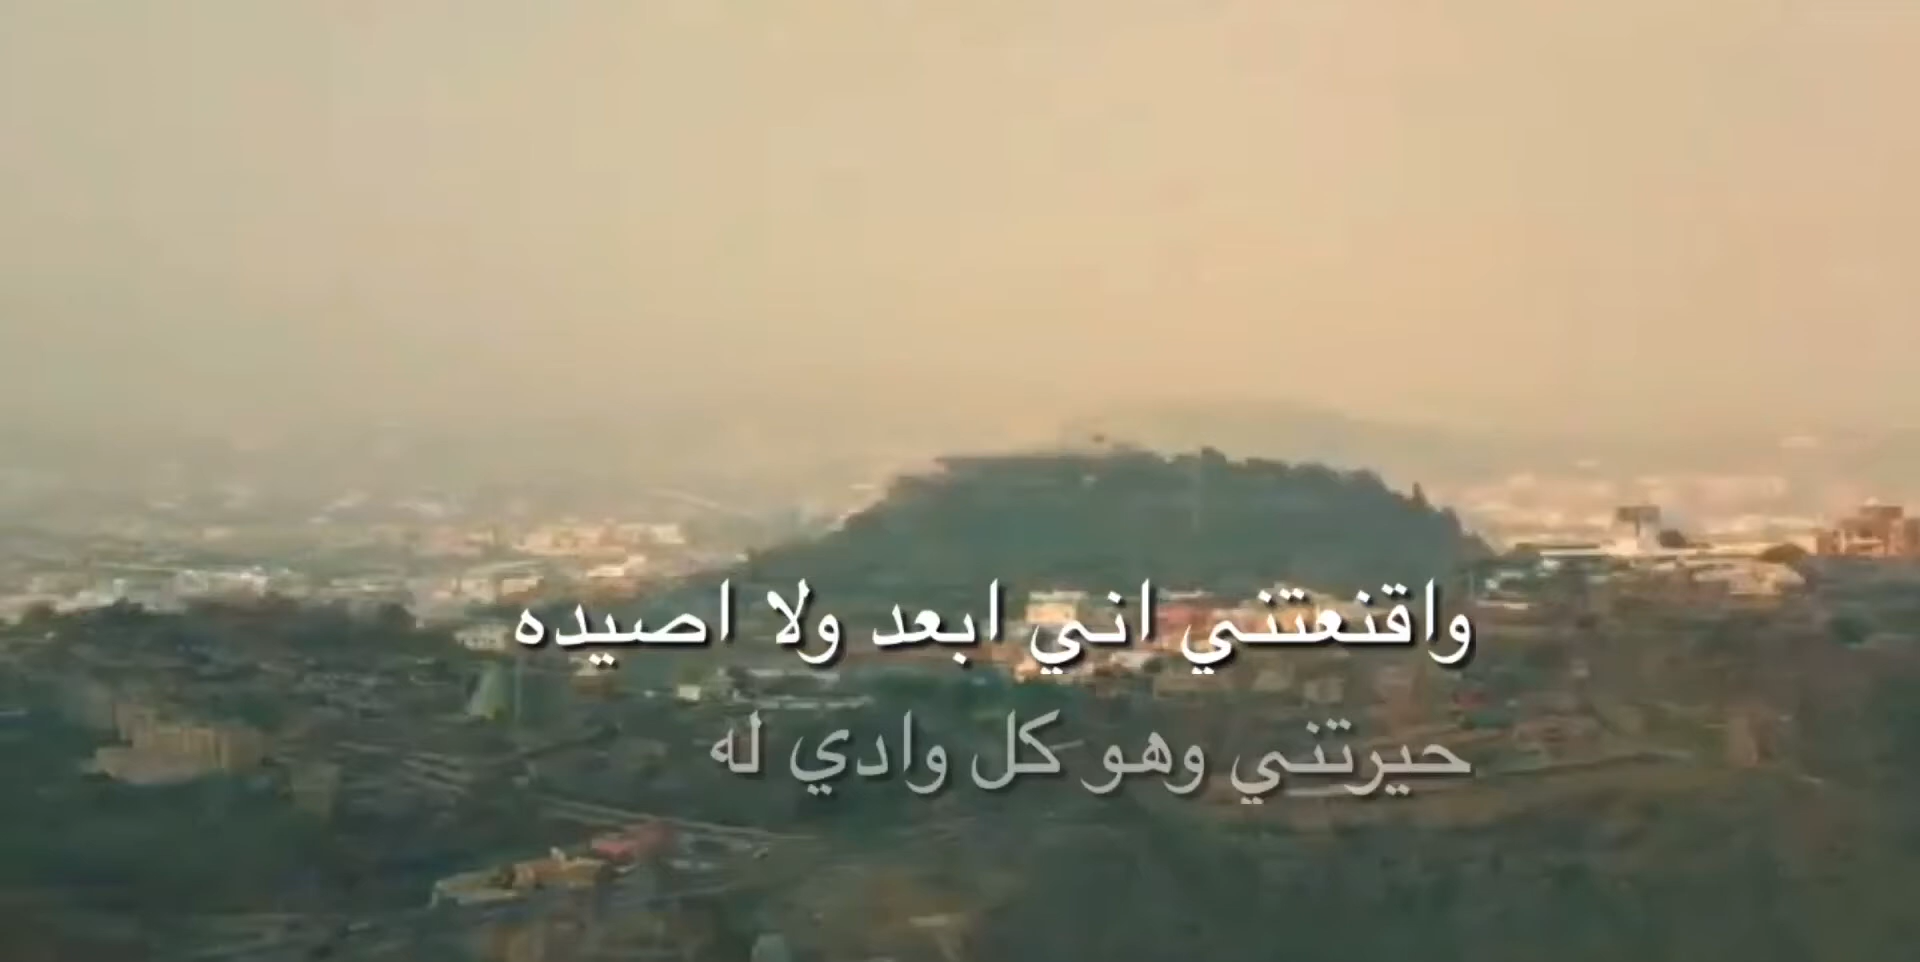 واقنعتني اني ابعد ولا اصيده
حيرتني وهو كل وادي له